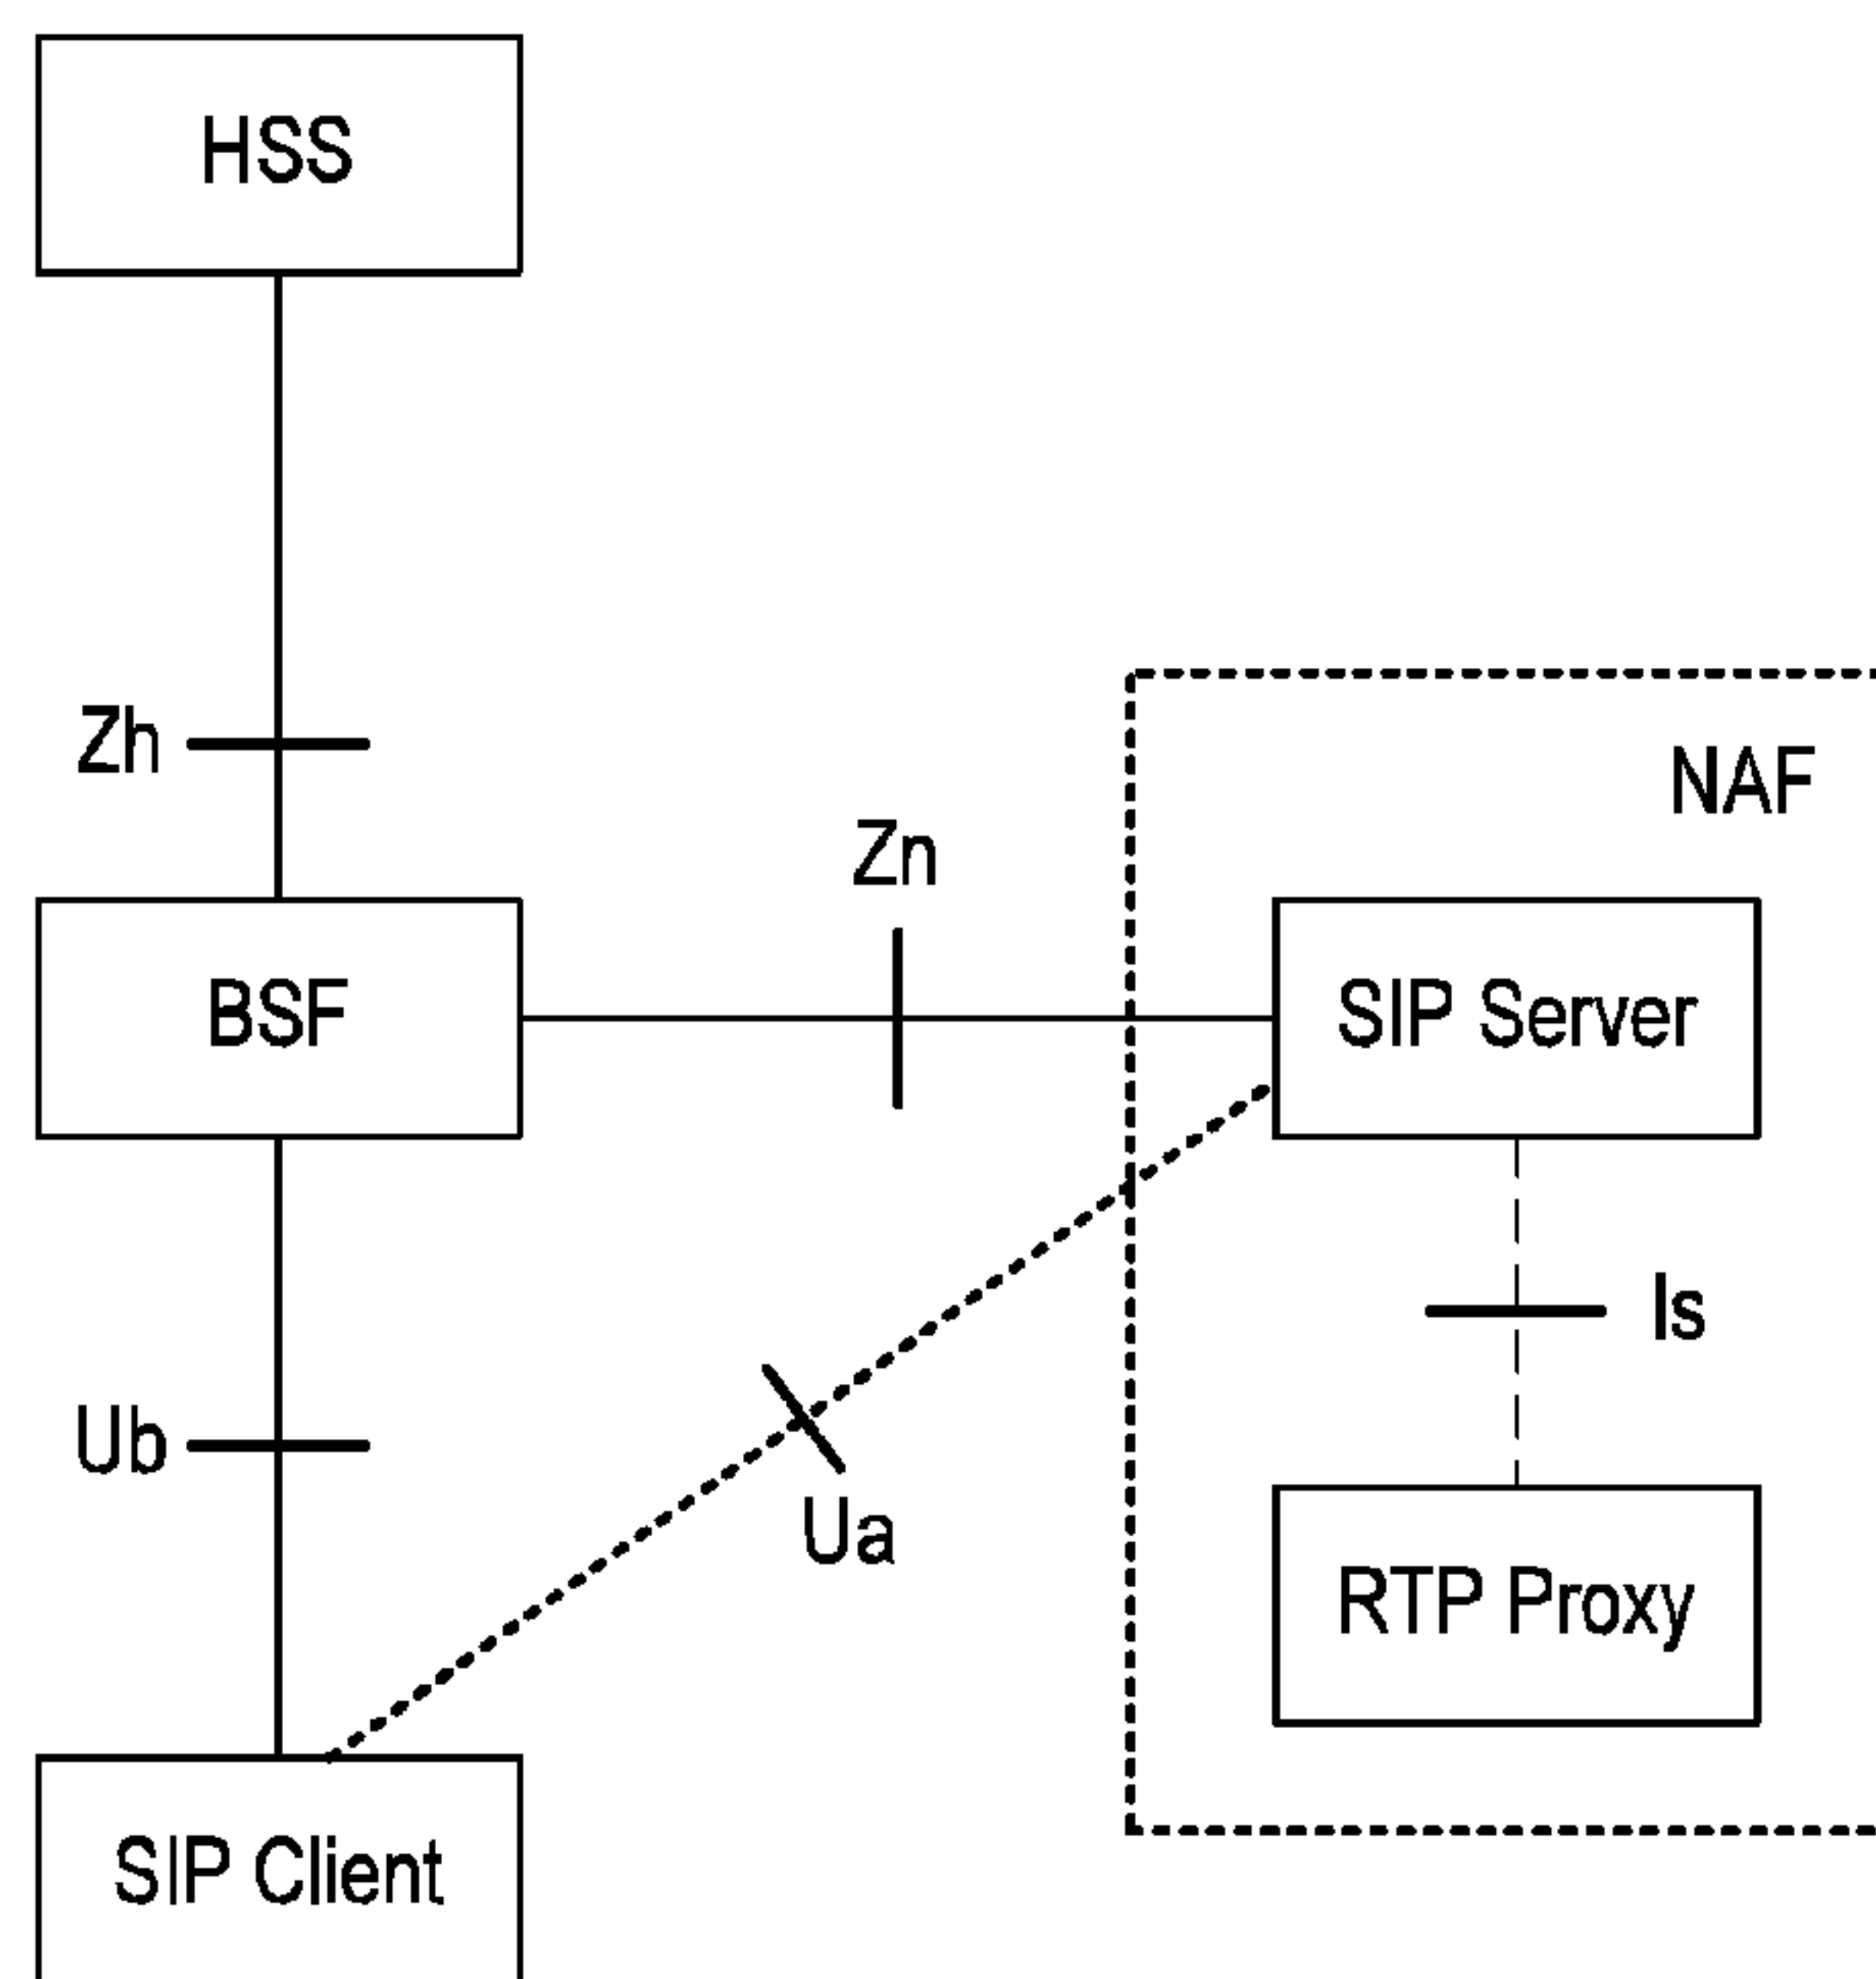 HSS
Zh
NAF
Zn
BSF
SIP Server
Is
Ub
Ua
RTP Proxy
SIP Client